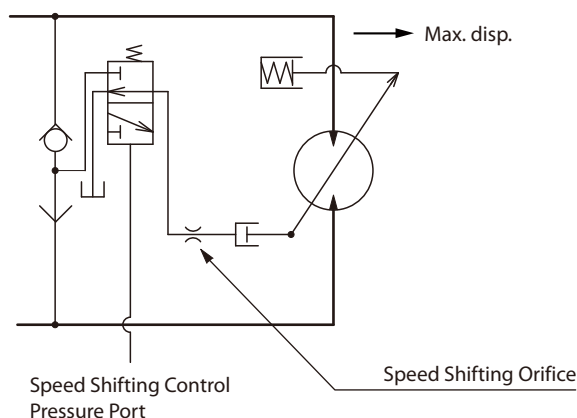 Max. disp.
Speed Shifting Control
Pressure Port
Speed Shifting Orifice